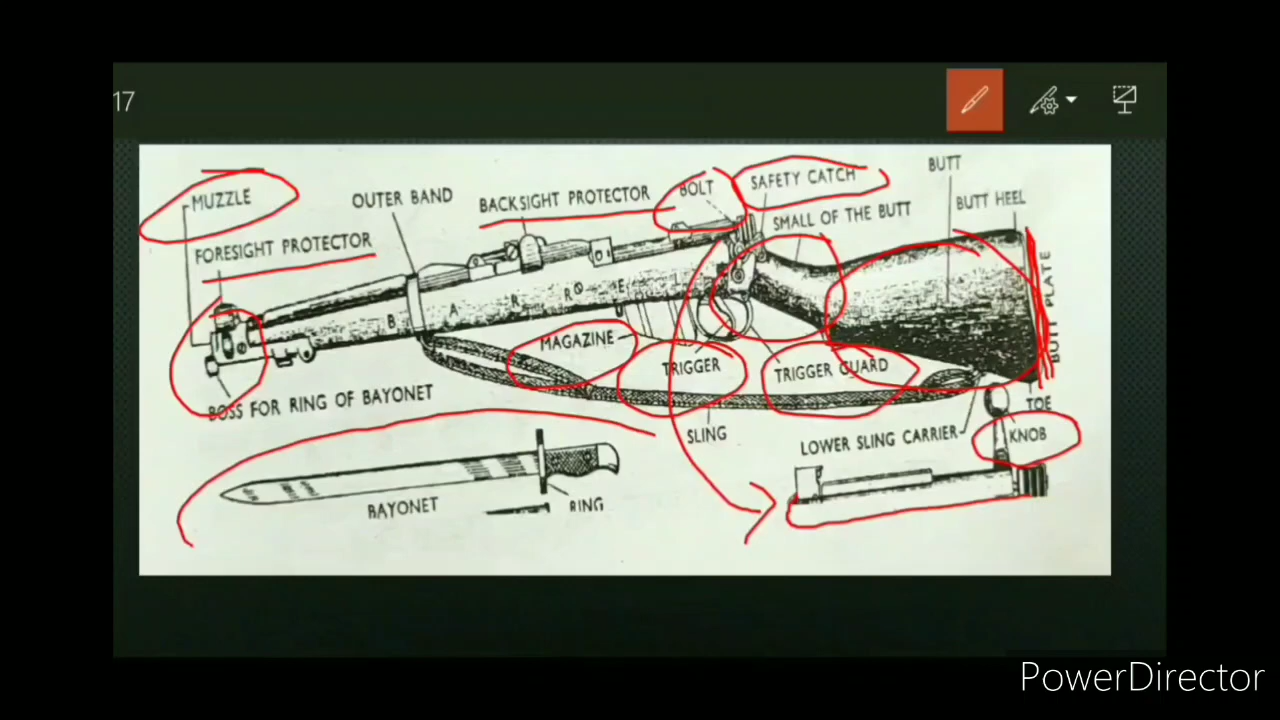 17
BUTT
MUZZLE
OUTER BAND
BACKSIGHT PROTECTOR
BOLT
SAFETY CATCH
BUTT HEEL
SMALL OF THE BUTT
FORESIGHT PROTECTOR
BUTT PLATE
B A R R E L
MAGAZINE
TRIGGER
TRIGGER GUARD
BOSS FOR RING OF BAYONET
TOE
SLING
LOWER SLING CARRIER
KNOB
BAYONET
RING
PowerDirector